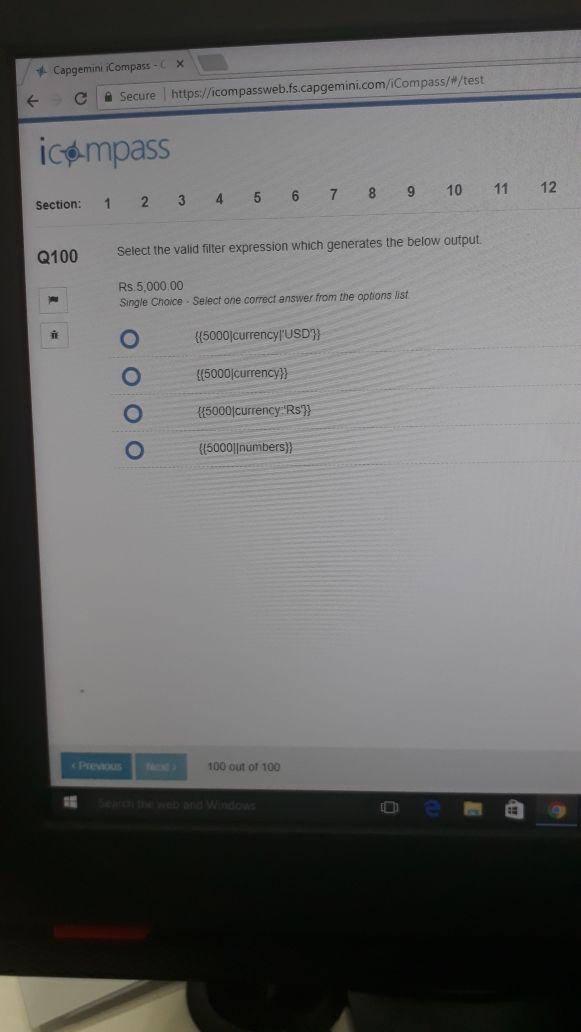 Capgemini iCompass - C ×
Secure | https://icompassweb.fs.capgemini.com/iCompass/#/test
icompass
Section: 1 2 3 4 5 6 7 8 9 10 11 12
Q100 Select the valid filter expression which generates the below output.
Rs.5,000.00
Single Choice - Select one correct answer from the options list.
{{5000|currency|'USD'}}
{{5000|currency}}
{{5000|currency:'Rs'}}
{{5000||numbers}}
< Previous Next > 100 out of 100
Search the web and Windows